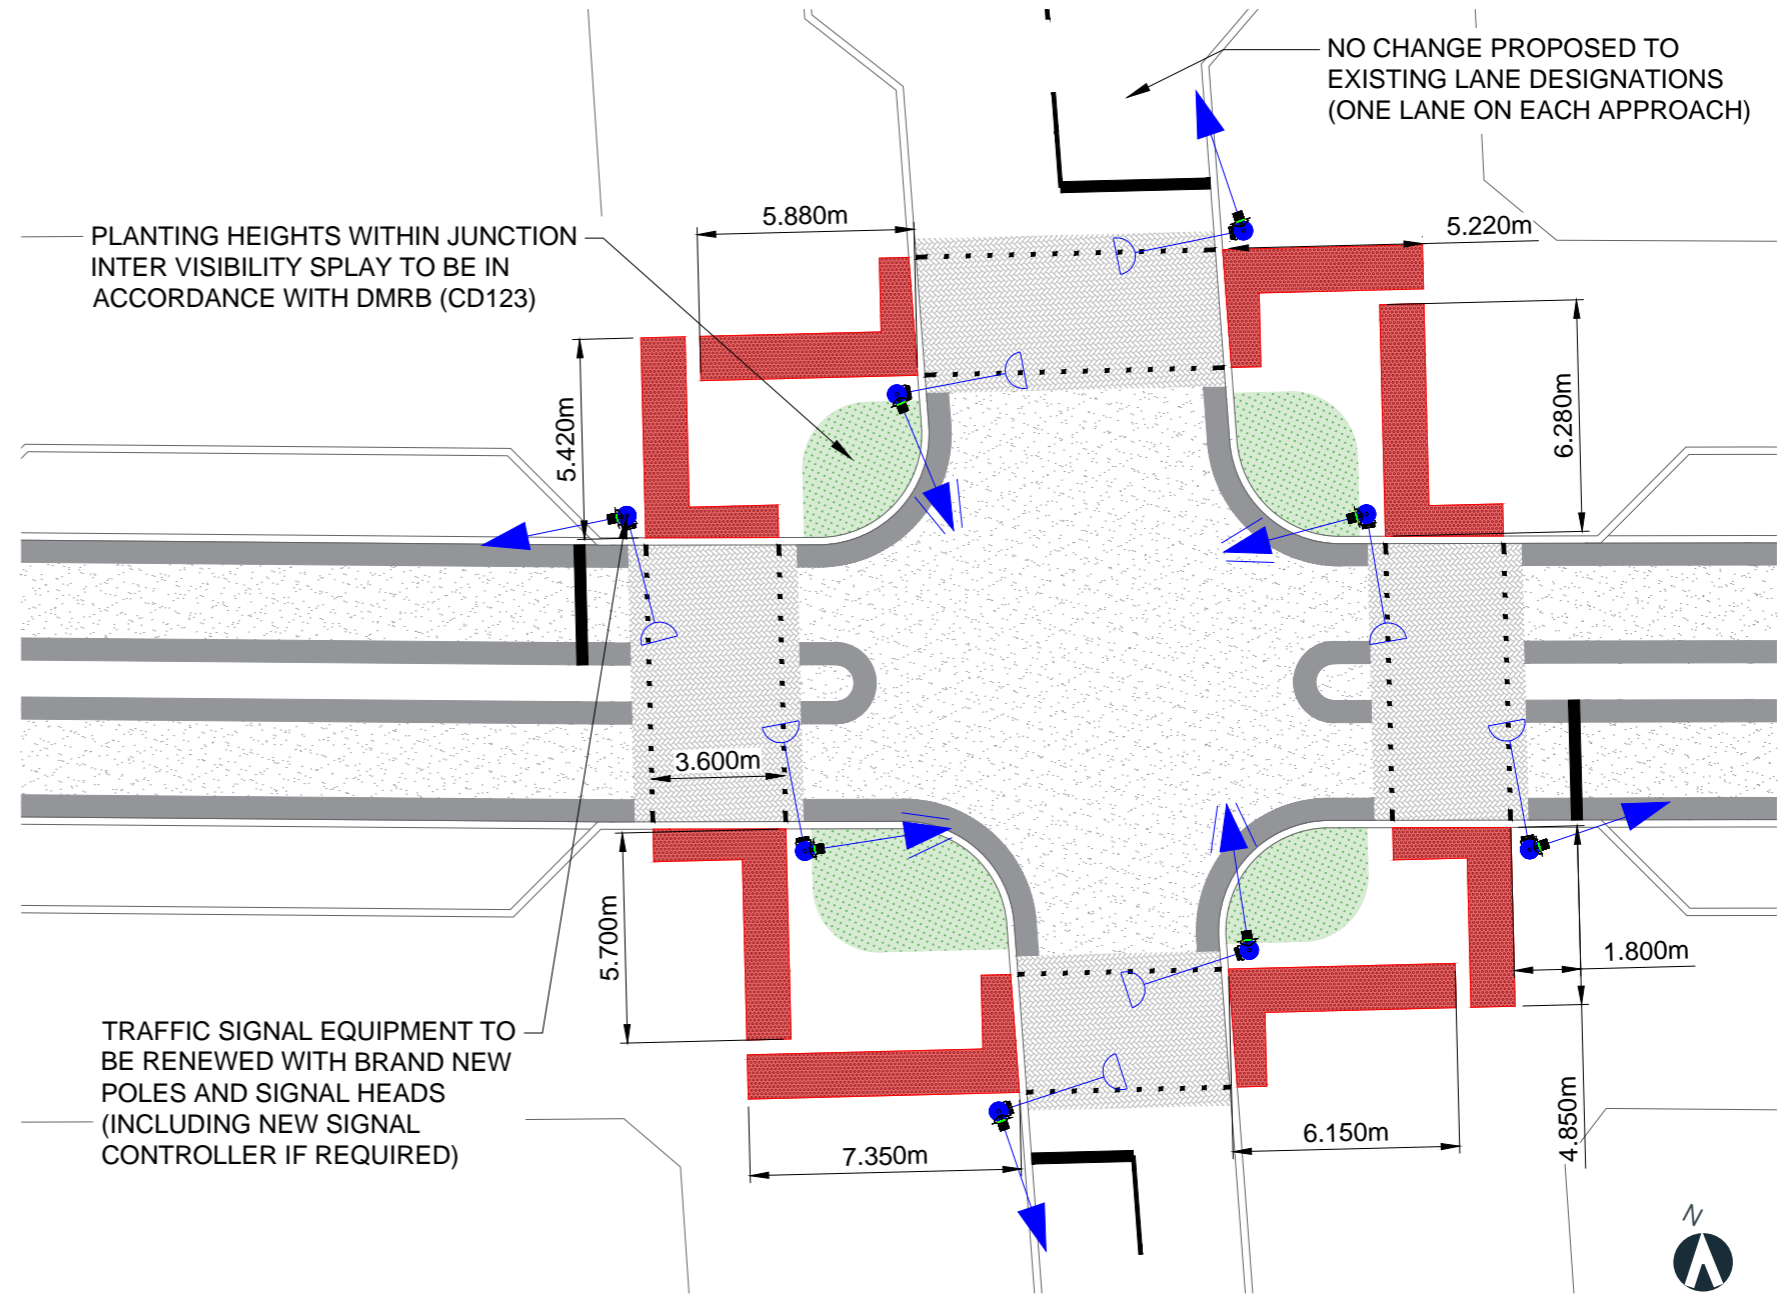 NO CHANGE PROPOSED TO
EXISTING LANE DESIGNATIONS
(ONE LANE ON EACH APPROACH)
PLANTING HEIGHTS WITHIN JUNCTION
INTER VISIBILITY SPLAY TO BE IN
ACCORDANCE WITH DMRB (CD123)
5.880m
5.220m
5.420m
6.280m
3.600m
5.700m
1.800m
TRAFFIC SIGNAL EQUIPMENT TO
BE RENEWED WITH BRAND NEW
POLES AND SIGNAL HEADS
(INCLUDING NEW SIGNAL
CONTROLLER IF REQUIRED)
7.350m
6.150m
4.850m
N